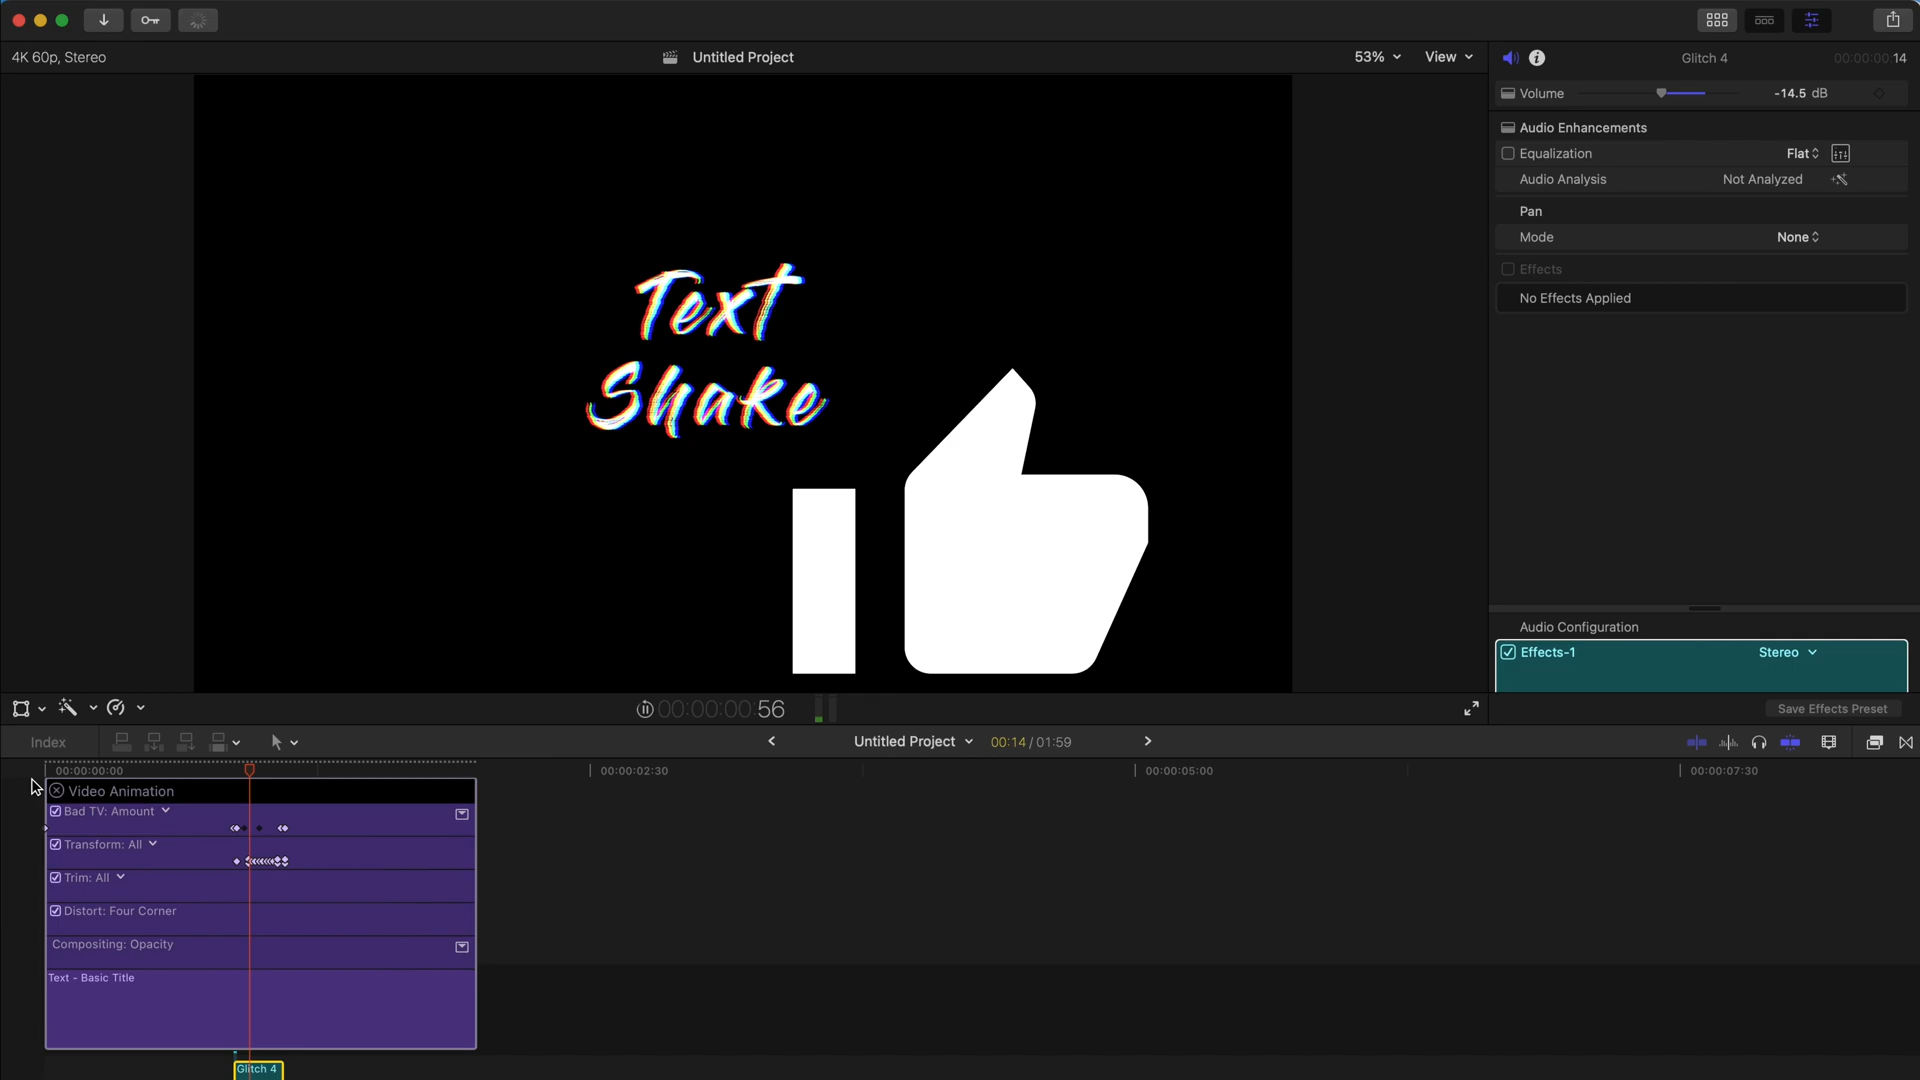 4K 60p, Stereo
Untitled Project
53%
View
Glitch 4
00:00:00:14
Volume
-14.5 dB
Audio Enhancements
Equalization
Flat
Audio Analysis
Not Analyzed
Pan
Mode
None
Effects
No Effects Applied
Text
Shake
Audio Configuration
Effects-1
Stereo
00:00:00:56
Save Effects Preset
Index
Untitled Project
00:14 / 01:59
00:00:00:00
00:00:02:30
00:00:05:00
00:00:07:30
Video Animation
Bad TV: Amount
Transform: All
Trim: All
Distort: Four Corner
Compositing: Opacity
Text - Basic Title
Glitch 4